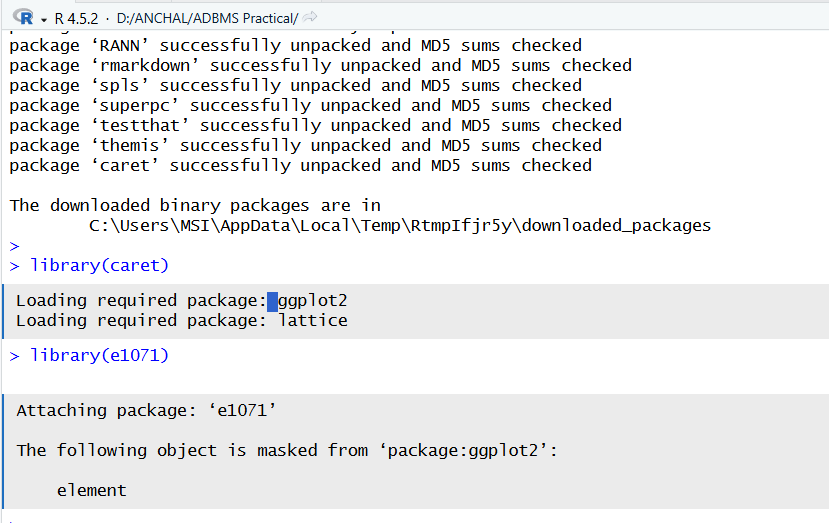 R 4.5.2 · D:/ANCHAL/ADBMS Practical/
package ‘RANN’ successfully unpacked and MD5 sums checked
package ‘rmarkdown’ successfully unpacked and MD5 sums checked
package ‘spls’ successfully unpacked and MD5 sums checked
package ‘superpc’ successfully unpacked and MD5 sums checked
package ‘testthat’ successfully unpacked and MD5 sums checked
package ‘themis’ successfully unpacked and MD5 sums checked
package ‘caret’ successfully unpacked and MD5 sums checked
The downloaded binary packages are in
C:\Users\MSI\AppData\Local\Temp\RtmpIfjr5y\downloaded_packages
>
> library(caret)
Loading required package: ggplot2
Loading required package: lattice
> library(e1071)
Attaching package: ‘e1071’
The following object is masked from ‘package:ggplot2’:
element